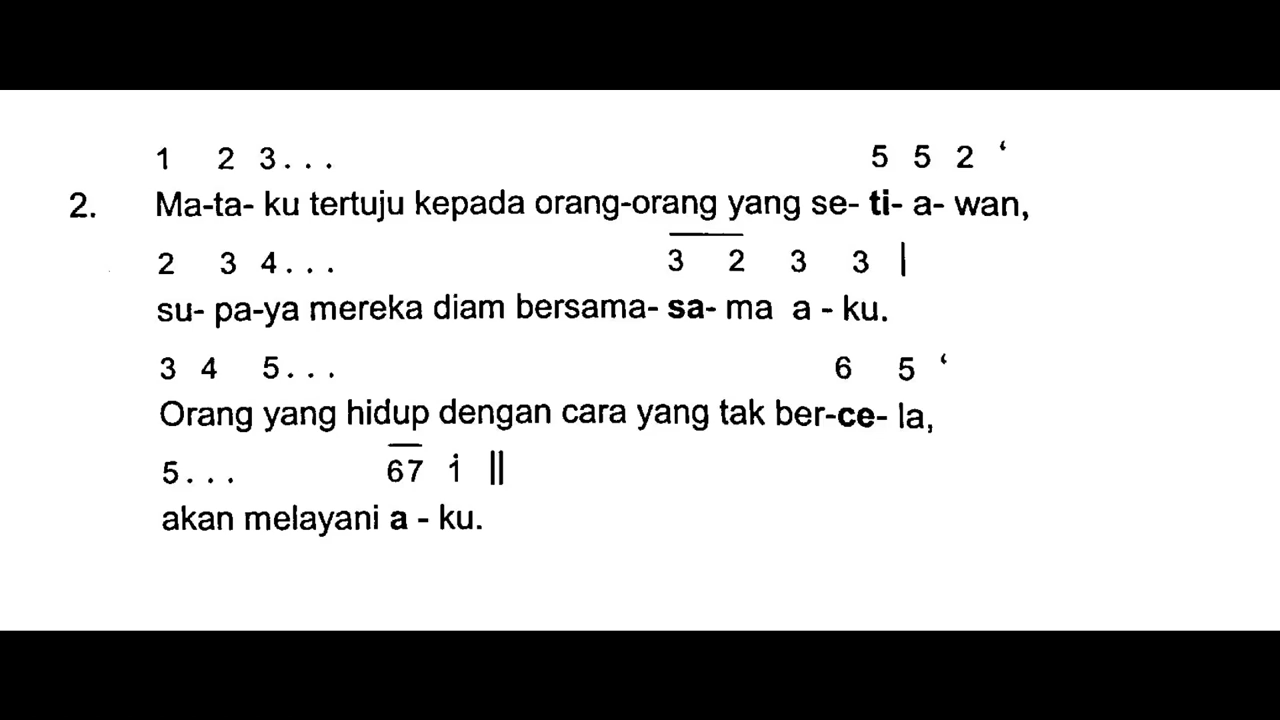 1 2 3... 5 5 2 ‘
2. Ma-ta- ku tertuju kepada orang-orang yang se- ti- a- wan,
2 3 4... 3 2 3 3 |
su- pa-ya mereka diam bersama- sa- ma a - ku.
3 4 5... 6 5 ‘
Orang yang hidup dengan cara yang tak ber-ce- la,
5... 67 i ||
akan melayani a - ku.